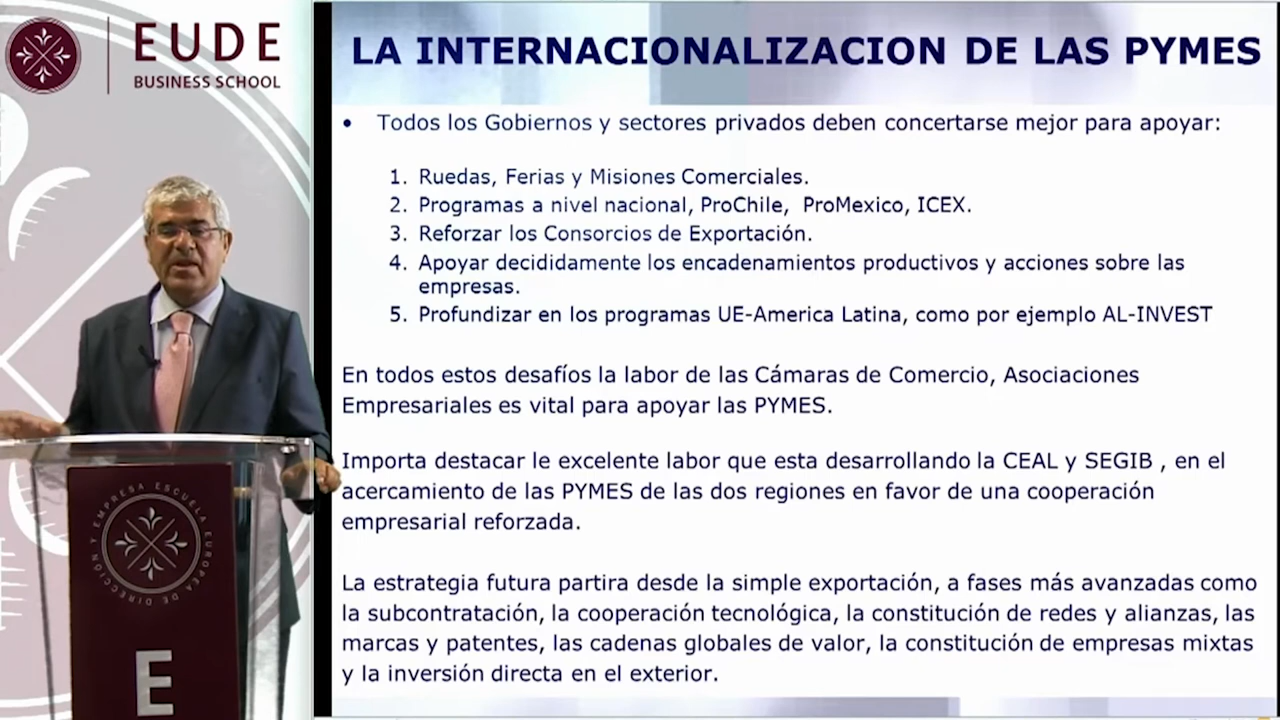 EUDE
BUSINESS SCHOOL
LA INTERNACIONALIZACION DE LAS PYMES
• Todos los Gobiernos y sectores privados deben concertarse mejor para apoyar:
1. Ruedas, Ferias y Misiones Comerciales.
2. Programas a nivel nacional, ProChile, ProMexico, ICEX.
3. Reforzar los Consorcios de Exportación.
4. Apoyar decididamente los encadenamientos productivos y acciones sobre las
empresas.
5. Profundizar en los programas UE-America Latina, como por ejemplo AL-INVEST
En todos estos desafíos la labor de las Cámaras de Comercio, Asociaciones
Empresariales es vital para apoyar las PYMES.
Importa destacar le excelente labor que esta desarrollando la CEAL y SEGIB , en el
acercamiento de las PYMES de las dos regiones en favor de una cooperación
empresarial reforzada.
La estrategia futura partira desde la simple exportación, a fases más avanzadas como
la subcontratación, la cooperación tecnológica, la constitución de redes y alianzas, las
marcas y patentes, las cadenas globales de valor, la constitución de empresas mixtas
y la inversión directa en el exterior.
ESCUELA EUROPEA DE DIRECCIÓN Y EMPRESA
E